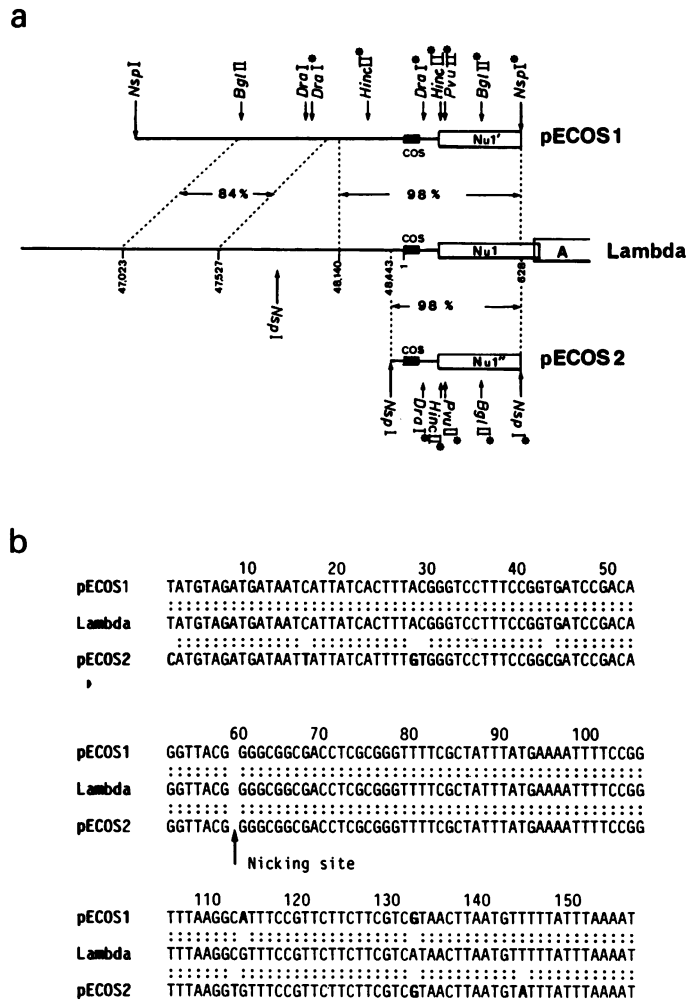 a
NspI BglII DraI DraI HincII DraI HincII PvuII BglII NspI
Nu1' pECOS1
COS
84% 98%
COS
Nu1 A Lambda
47,023 47,527 48,140 48,443 1 628
NspI
98%
COS
Nu1" pECOS2
NspI DraI HincII PvuII BglII NspI
b
10 20 30 40 50
pECOS1 TATGTAGATGATAATCATTATCACTTTACGGGTCCTTTCCGGTGATCCGACA
Lambda TATGTAGATGATAATCATTATCACTTTACGGGTCCTTTCCGGTGATCCGACA
pECOS2 CATGTAGATGATAATTATTATCATTTTGTGGGTCCTTTCCGGCGATCCGACA
60 70 80 90 100
pECOS1 GGTTACG GGGCGGCGACCTCGCGGGTTTTCGCTATTTATGAAAATTTTCCGG
Lambda GGTTACG GGGCGGCGACCTCGCGGGTTTTCGCTATTTATGAAAATTTTCCGG
pECOS2 GGTTACG GGGCGGCGACCTCGCGGGTTTTCGCTATTTATGAAAATTTTCCGG
Nicking site
110 120 130 140 150
pECOS1 TTTAAGGCATTTCCGTTCTTCTTCGTCGTAACTTAATGTTTTTATTTAAAAT
Lambda TTTAAGGCGTTTCCGTTCTTCTTCGTCATAACTTAATGTTTTTATTTAAAAT
pECOS2 TTTAAGGTGTTTCCGTTCTTCTTCGTCGTAACTTAATGTATTTATTTAAAAT